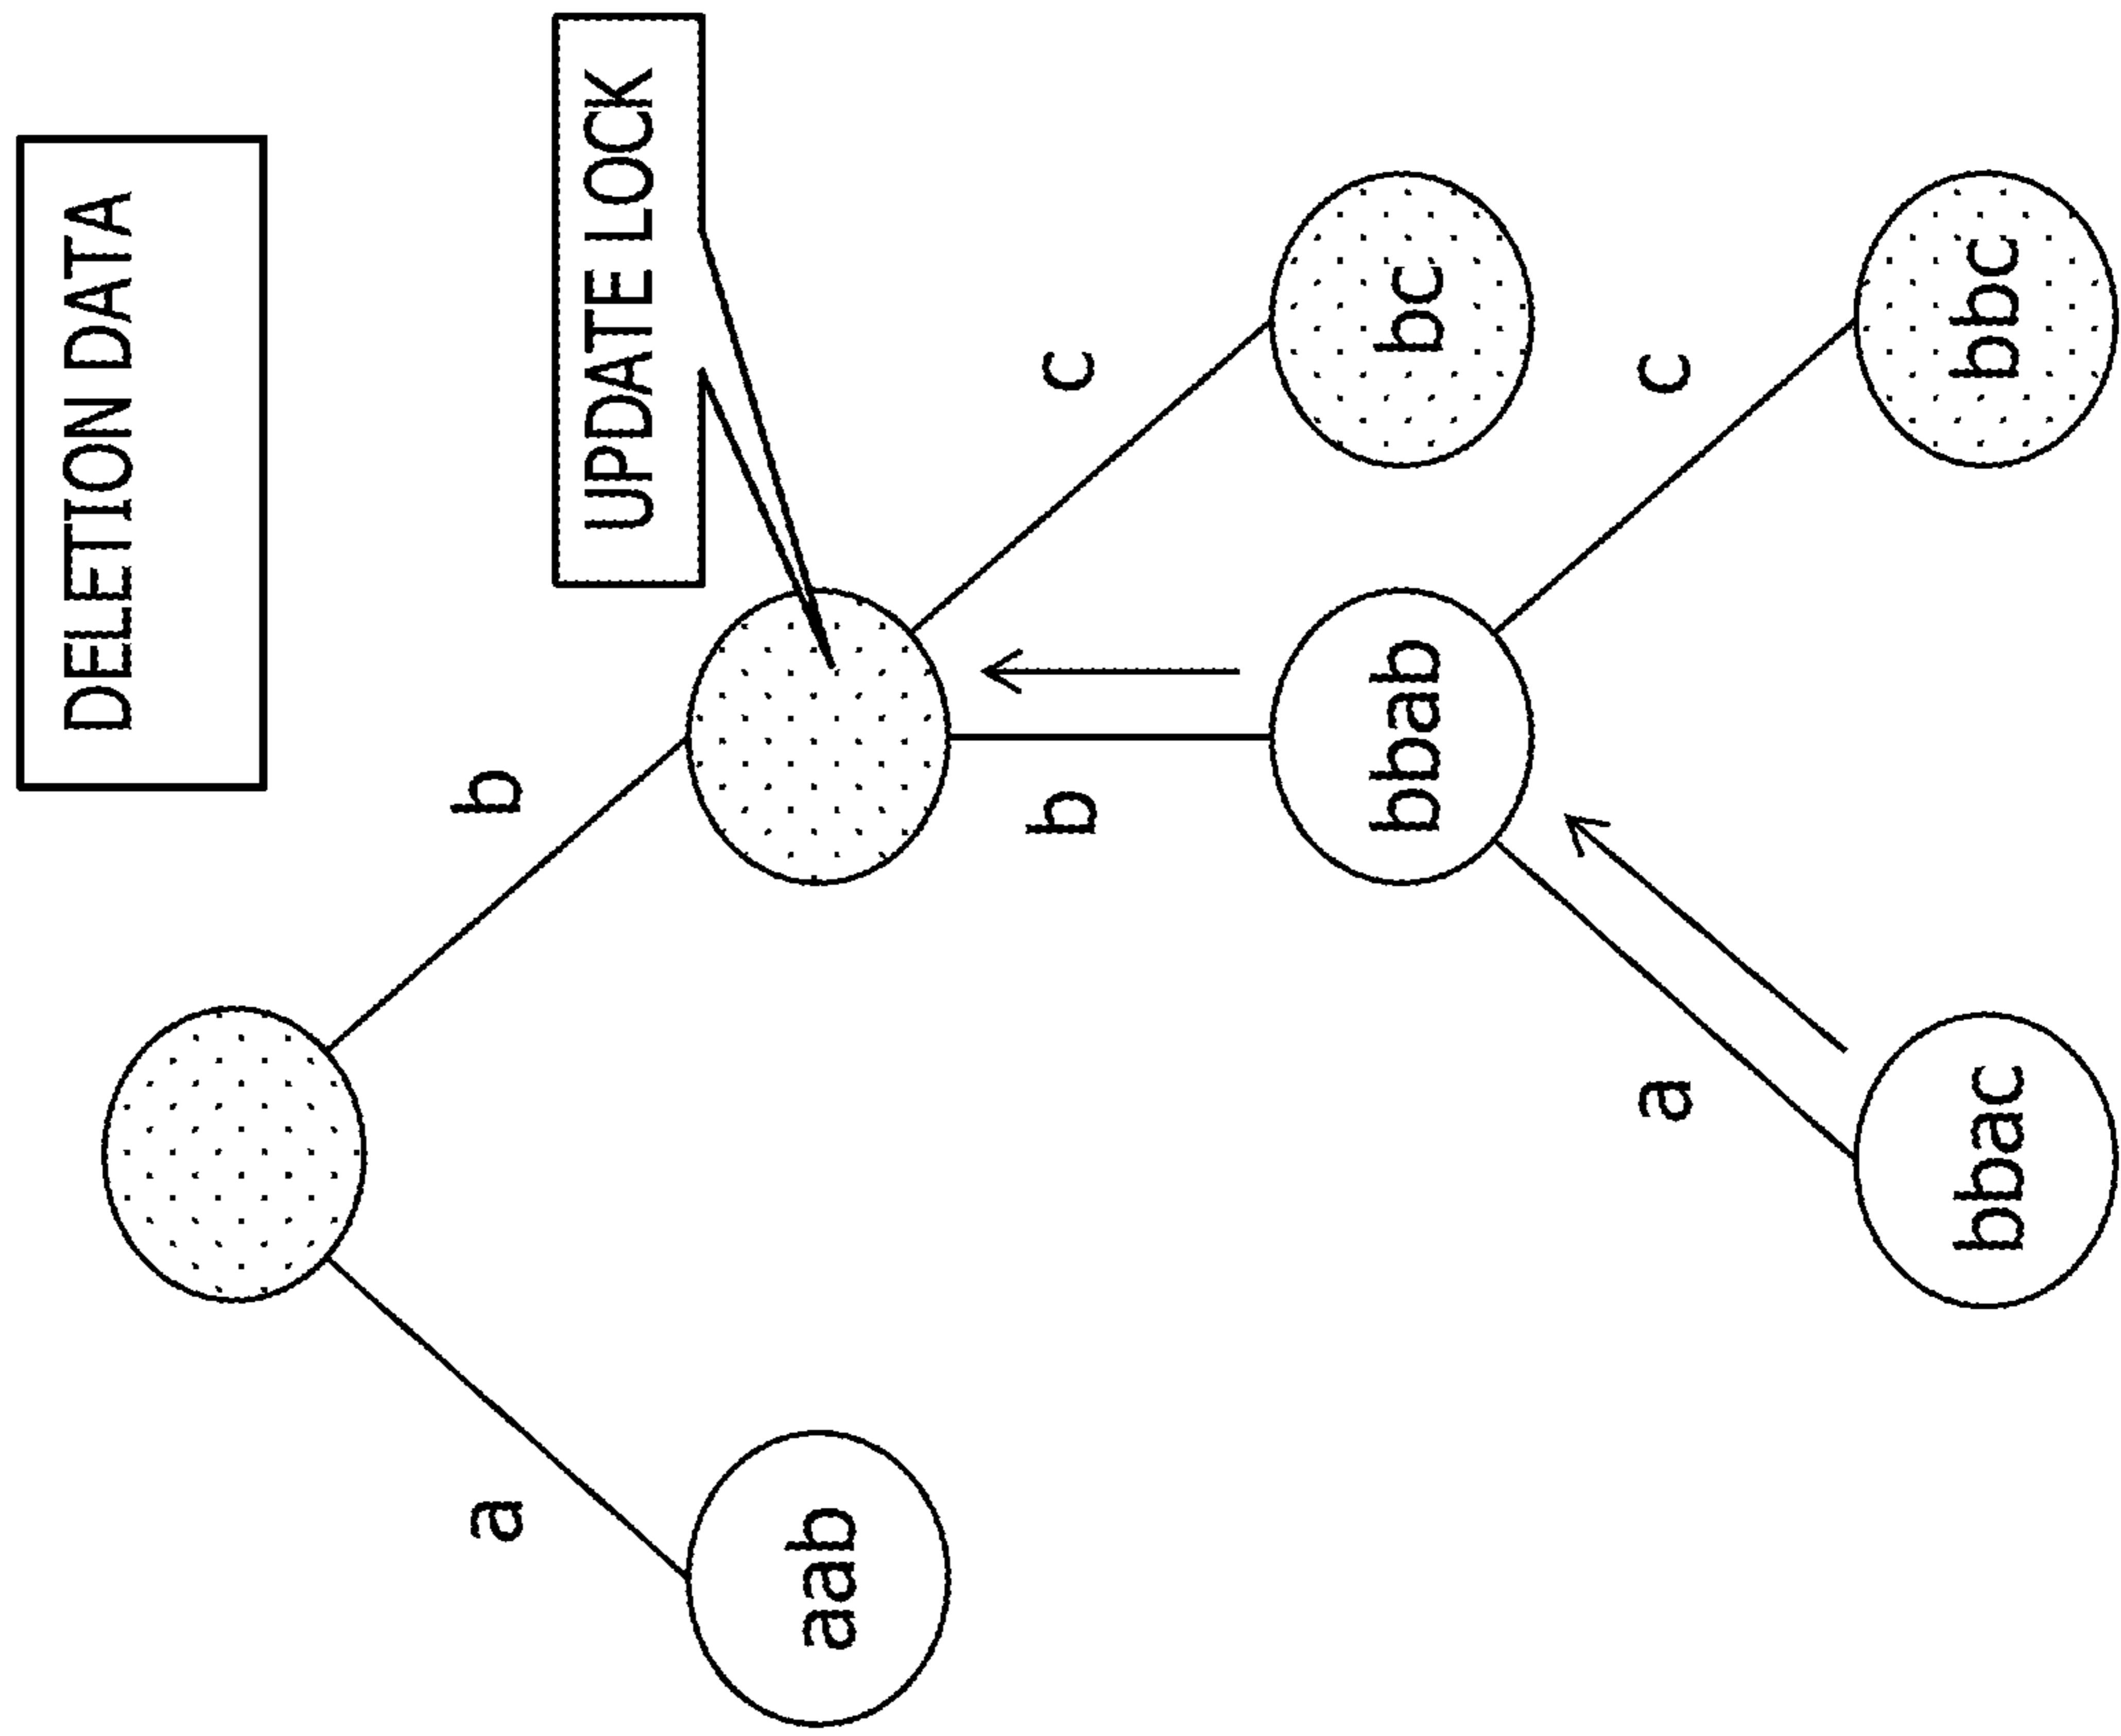 DELETION DATA
UPDATE LOCK
a
b
aab
b
c
bbab
bc
a
c
bbac
bbc